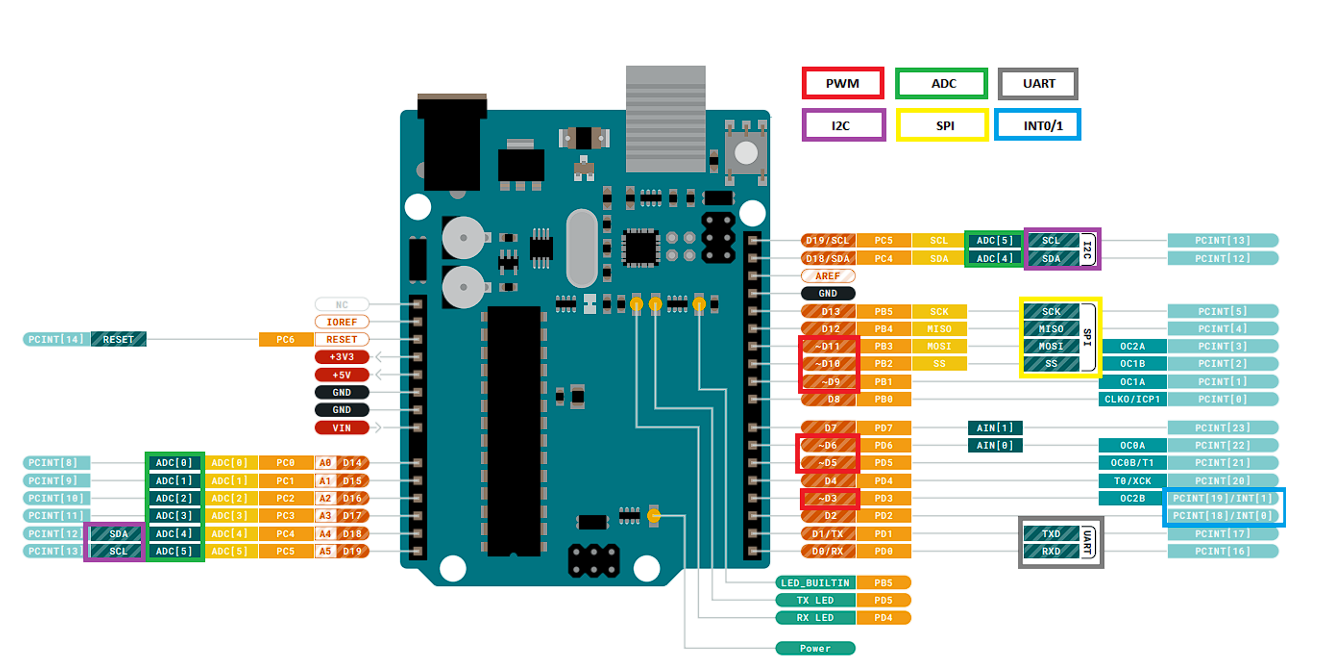 PWM ADC UART
I2C SPI INT0/1
D19/SCL PC5 SCL ADC[5] SCL PCINT[13]
D18/SDA PC4 SDA ADC[4] SDA PCINT[12]
I2C
AREF
GND
D13 PB5 SCK SCK PCINT[5]
D12 PB4 MISO MISO PCINT[4]
~D11 PB3 MOSI MOSI OC2A PCINT[3]
~D10 PB2 SS SS OC1B PCINT[2]
SPI
~D9 PB1 OC1A PCINT[1]
D8 PB0 CLKO/ICP1 PCINT[0]
D7 PD7 AIN[1] PCINT[23]
~D6 PD6 AIN[0] OC0A PCINT[22]
~D5 PD5 OC0B/T1 PCINT[21]
D4 PD4 T0/XCK PCINT[20]
~D3 PD3 OC2B PCINT[19]/INT[1]
D2 PD2 PCINT[18]/INT[0]
D1/TX PD1 TXD PCINT[17]
D0/RX PD0 RXD PCINT[16]
UART
NC
IOREF
PCINT[14] RESET PC6 RESET
+3V3
+5V
GND
GND
VIN
PCINT[8] ADC[0] ADC[0] PC0 A0 D14
PCINT[9] ADC[1] ADC[1] PC1 A1 D15
PCINT[10] ADC[2] ADC[2] PC2 A2 D16
PCINT[11] ADC[3] ADC[3] PC3 A3 D17
PCINT[12] SDA ADC[4] ADC[4] PC4 A4 D18
PCINT[13] SCL ADC[5] ADC[5] PC5 A5 D19
LED_BUILTIN PB5
TX LED PD5
RX LED PD4
Power